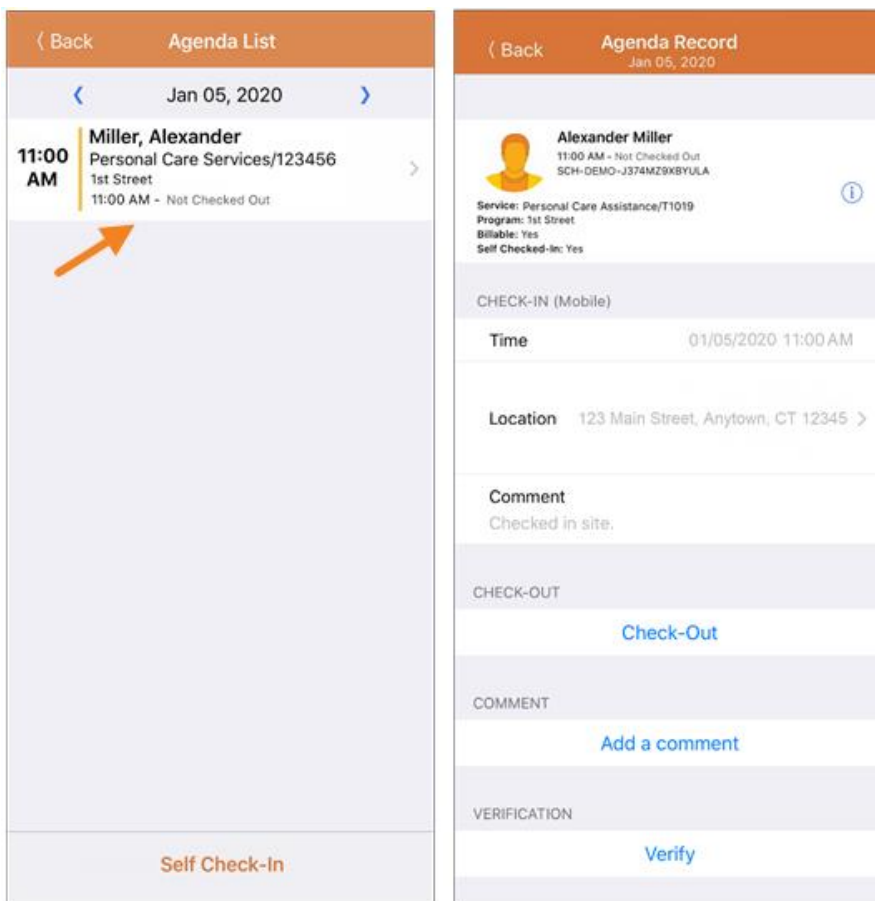 Back
Agenda List
Jan 05, 2020
11:00 AM
Miller, Alexander
Personal Care Services/123456
1st Street
11:00 AM - Not Checked Out
Self Check-In
Back
Agenda Record
Jan 05, 2020
Alexander Miller
11:00 AM - Not Checked Out
SCH-DEMO-J374MZ9XBYULA
Service: Personal Care Assistance/T1019
Program: 1st Street
Billable: Yes
Self Checked-In: Yes
CHECK-IN (Mobile)
Time 01/05/2020 11:00 AM
Location 123 Main Street, Anytown, CT 12345
Comment
Checked in site.
CHECK-OUT
Check-Out
COMMENT
Add a comment
VERIFICATION
Verify